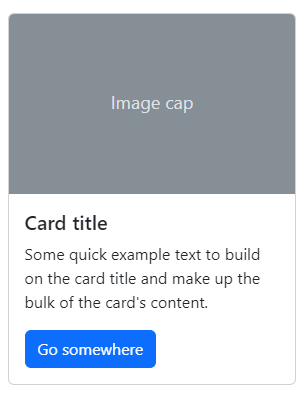 Image cap
Card title
Some quick example text to build
on the card title and make up the
bulk of the card's content.
Go somewhere